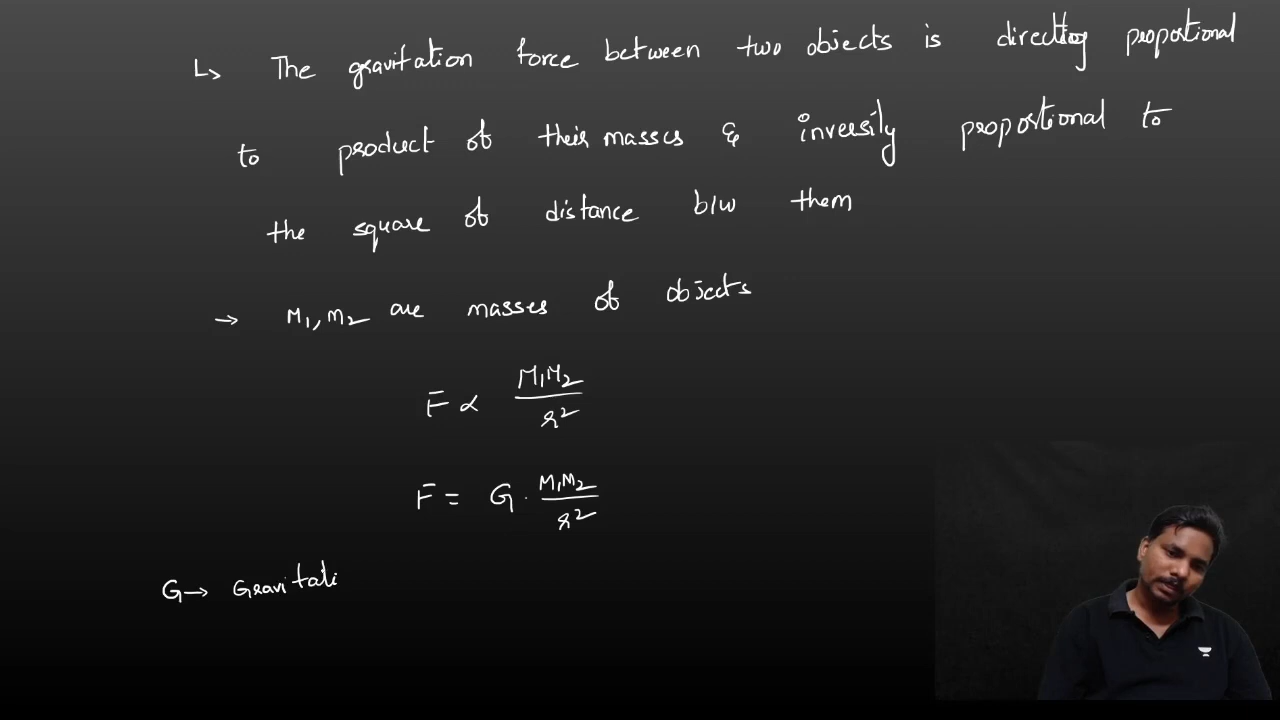 ↳ The gravitation force between two objects is directly proportional
to product of their masses & inversily proportional to
the square of distance b/w them
→ M₁, M₂ are masses of objects
F ∝ M₁M₂/r²
F = G · M₁M₂/r²
G → Gravitati